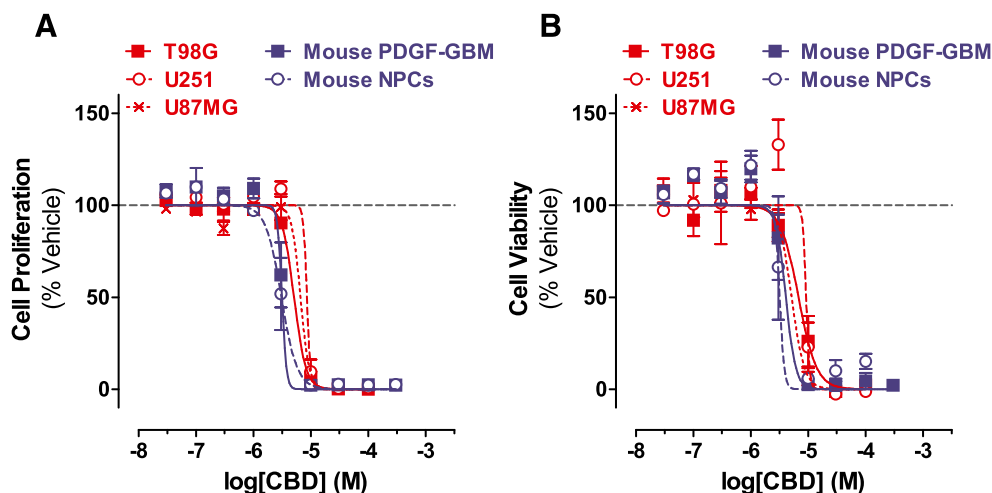 A
T98G
U251
U87MG
Mouse PDGF-GBM
Mouse NPCs
150
100
50
0
Cell Proliferation
(% Vehicle)
-8 -7 -6 -5 -4 -3
log[CBD] (M)
B
T98G
U251
U87MG
Mouse PDGF-GBM
Mouse NPCs
150
100
50
0
Cell Viability
(% Vehicle)
-8 -7 -6 -5 -4 -3
log[CBD] (M)